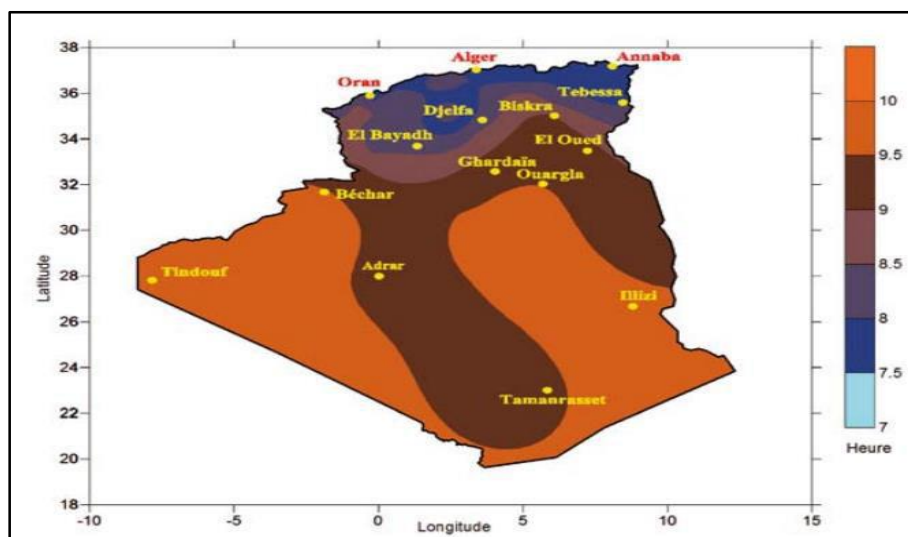 38
36
34
32
30
28
26
24
22
20
18
Latitude
-10
-5
0
5
10
15
Longitude
Alger
Annaba
Oran
Tebessa
Djelfa
Biskra
El Bayadh
El Oued
Ghardaïa
Ouargla
Béchar
Adrar
Tindouf
Illizi
Tamanrasset
10
9.5
9
8.5
8
7.5
7
Heure